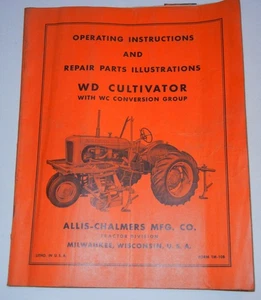 OPERATING INSTRUCTIONS
AND
REPAIR PARTS ILLUSTRATIONS
WD CULTIVATOR
WITH WC CONVERSION GROUP
ALLIS-CHALMERS MFG. CO.
TRACTOR DIVISION
MILWAUKEE, WISCONSIN, U. S. A.
IN U.S.A.